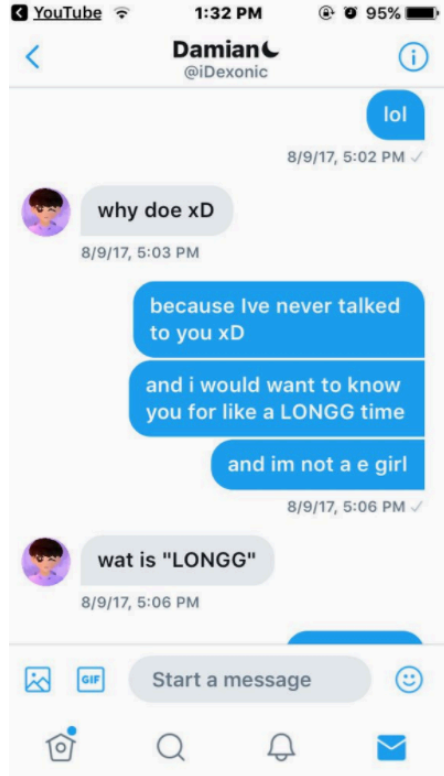 YouTube 1:32 PM 95%
Damian
@iDexonic
lol
8/9/17, 5:02 PM ✓
why doe xD
8/9/17, 5:03 PM
because Ive never talked
to you xD
and i would want to know
you for like a LONGG time
and im not a e girl
8/9/17, 5:06 PM ✓
wat is "LONGG"
8/9/17, 5:06 PM
GIF Start a message